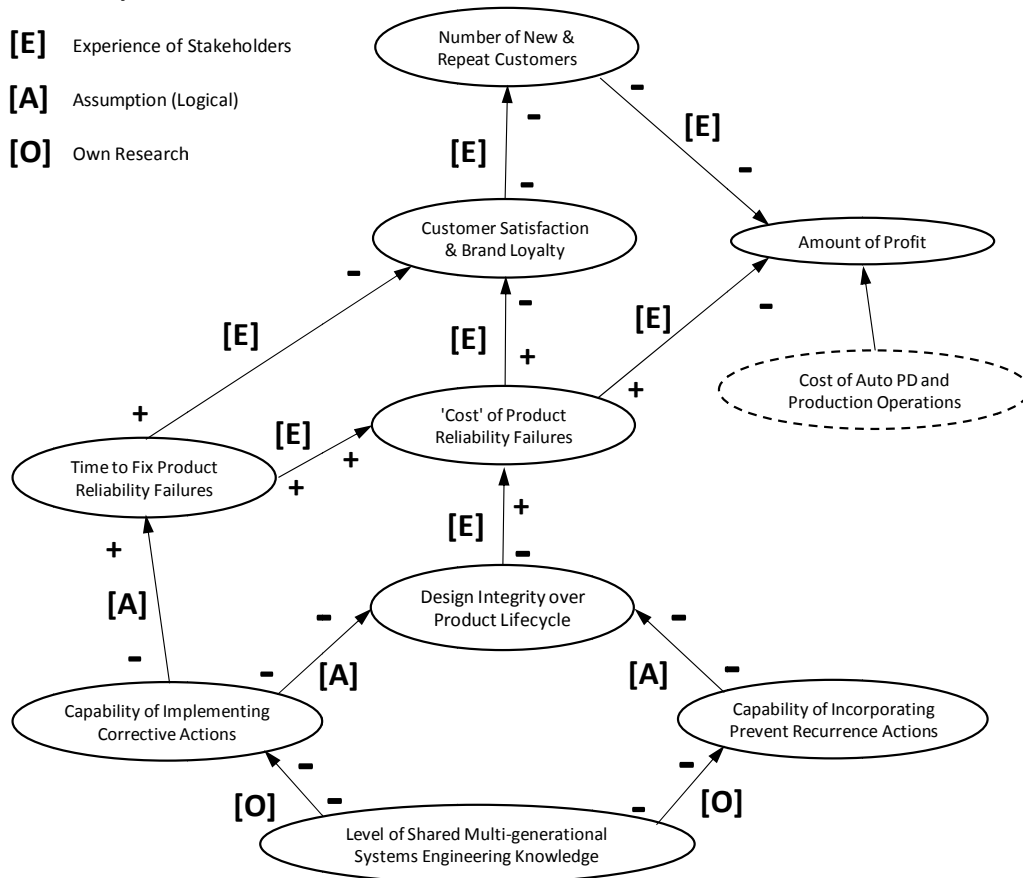 [E] Experience of Stakeholders
[A] Assumption (Logical)
[O] Own Research
Number of New &
Repeat Customers
-
-
[E]
-
-
[E]
-
Customer Satisfaction
& Brand Loyalty
Amount of Profit
-
-
-
[E]
[E]
[E]
+
+
+
Cost of Auto PD and
Production Operations
'Cost' of Product
Reliability Failures
[E]
+
+
Time to Fix Product
Reliability Failures
+
[E]
-
+
[A]
-
Design Integrity over
Product Lifecycle
-
-
[A]
-
-
[A]
Capability of Implementing
Corrective Actions
Capability of Incorporating
Prevent Recurrence Actions
-
-
[O]
-
-
[O]
Level of Shared Multi-generational
Systems Engineering Knowledge